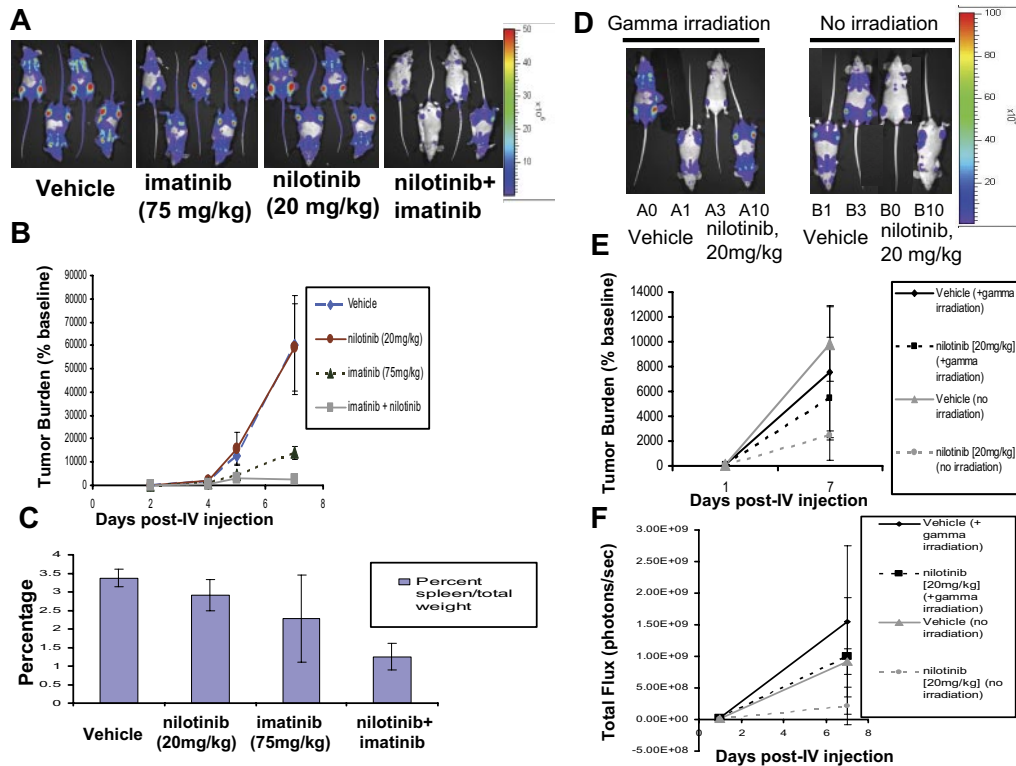 A
50
40
30
20
10
0
x10⁶
Vehicle
imatinib
(75 mg/kg)
nilotinib
(20 mg/kg)
nilotinib+
imatinib
B
Tumor Burden (% baseline)
90000
80000
70000
60000
50000
40000
30000
20000
10000
0
0
2
4
6
8
Days post-IV injection
Vehicle
nilotinib (20mg/kg)
imatinib (75mg/kg)
imatinib + nilotinib
C
Percentage
4
3.5
3
2.5
2
1.5
1
0.5
0
Vehicle
nilotinib
(20mg/kg)
imatinib
(75mg/kg)
nilotinib+
imatinib
Percent
spleen/total
weight
D
Gamma irradiation
No irradiation
100
80
60
40
20
0
A0 A1 A3 A10
Vehicle
nilotinib,
20mg/kg
B1 B3 B0 B10
Vehicle
nilotinib,
20 mg/kg
E
Tumor Burden (% baseline)
14000
12000
10000
8000
6000
4000
2000
0
1
7
Days post-IV injection
Vehicle (+gamma
irradiation)
nilotinib [20mg/kg]
(+gamma
irradiation)
Vehicle (no
irradiation)
nilotinib [20mg/kg]
(no irradiation)
F
Total Flux (photons/sec)
3.00E+09
2.50E+09
2.00E+09
1.50E+09
1.00E+09
5.00E+08
0.00E+00
-5.00E+08
0
2
4
6
8
Days post-IV injection
Vehicle (+
gamma
irradiation)
nilotinib
[20mg/kg]
(+gamma
irradiation)
Vehicle (no
irradiation)
nilotinib
[20mg/kg] (no
irradiation)